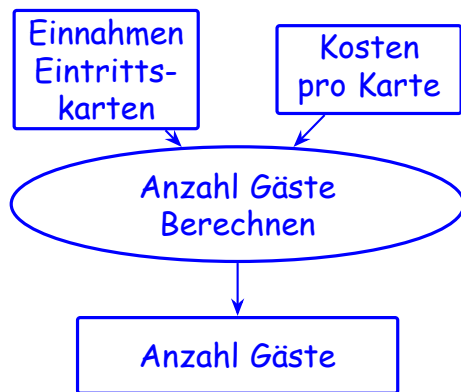 Einnahmen
Eintritts-
karten
Kosten
pro Karte
Anzahl Gäste
Berechnen
Anzahl Gäste